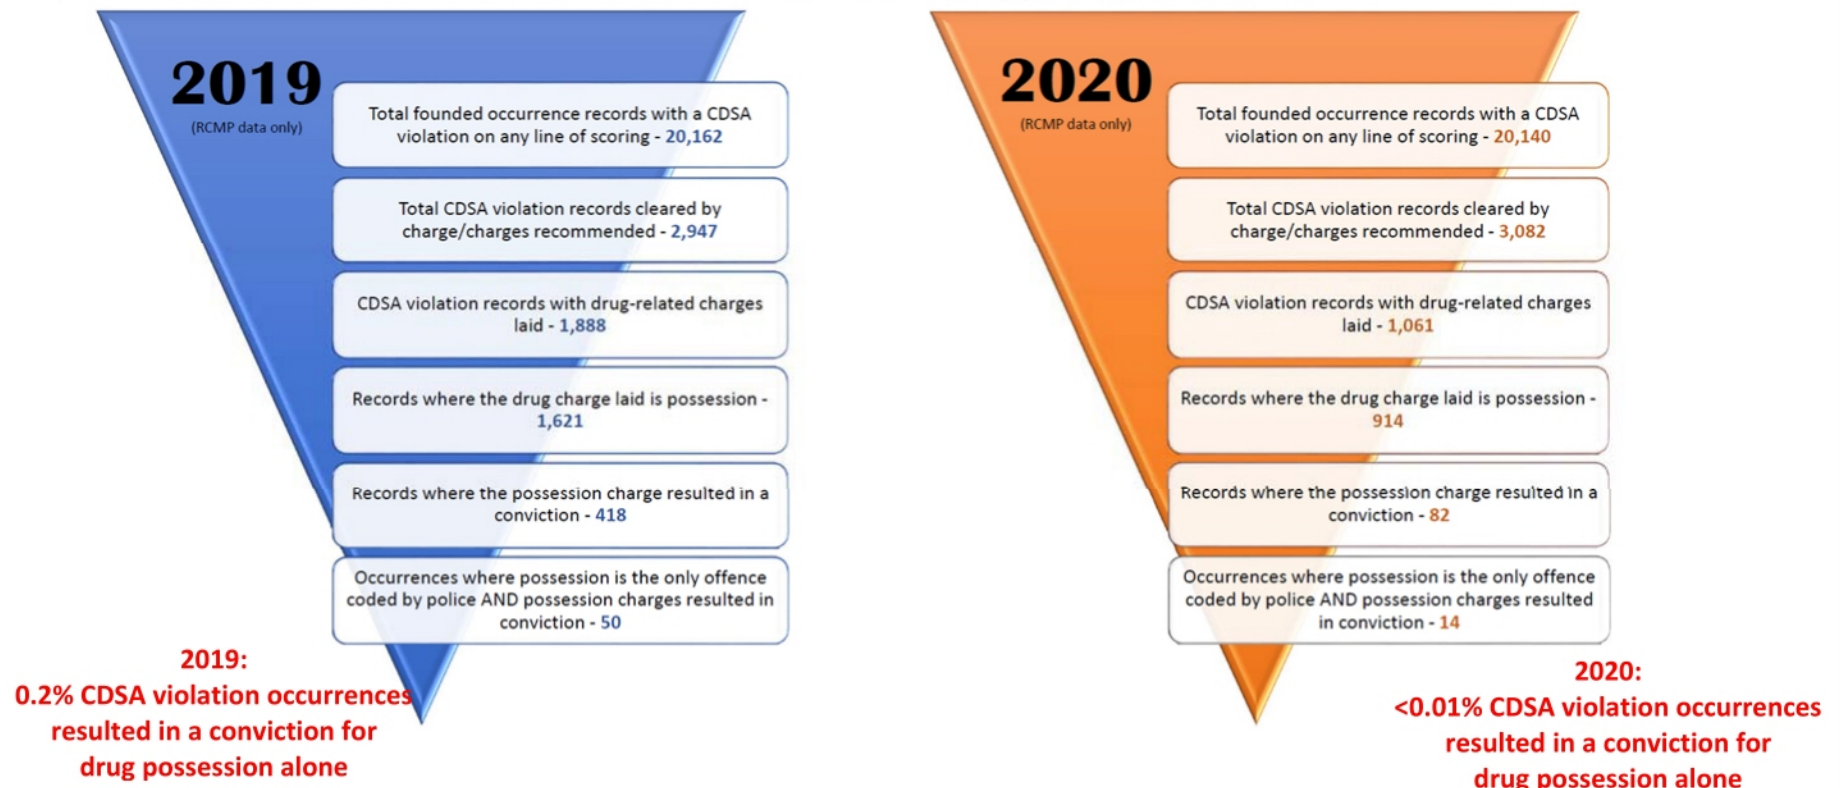 2019
(RCMP data only)
Total founded occurrence records with a CDSA
violation on any line of scoring - 20,162
Total CDSA violation records cleared by
charge/charges recommended - 2,947
CDSA violation records with drug-related charges
laid - 1,888
Records where the drug charge laid is possession -
1,621
Records where the possession charge resulted in a
conviction - 418
Occurrences where possession is the only offence
coded by police AND possession charges resulted in
conviction - 50
2019:
0.2% CDSA violation occurrences
resulted in a conviction for
drug possession alone
2020
(RCMP data only)
Total founded occurrence records with a CDSA
violation on any line of scoring - 20,140
Total CDSA violation records cleared by
charge/charges recommended - 3,082
CDSA violation records with drug-related charges
laid - 1,061
Records where the drug charge laid is possession -
914
Records where the possession charge resulted in a
conviction - 82
Occurrences where possession is the only offence
coded by police AND possession charges resulted
in conviction - 14
2020:
<0.01% CDSA violation occurrences
resulted in a conviction for
drug possession alone